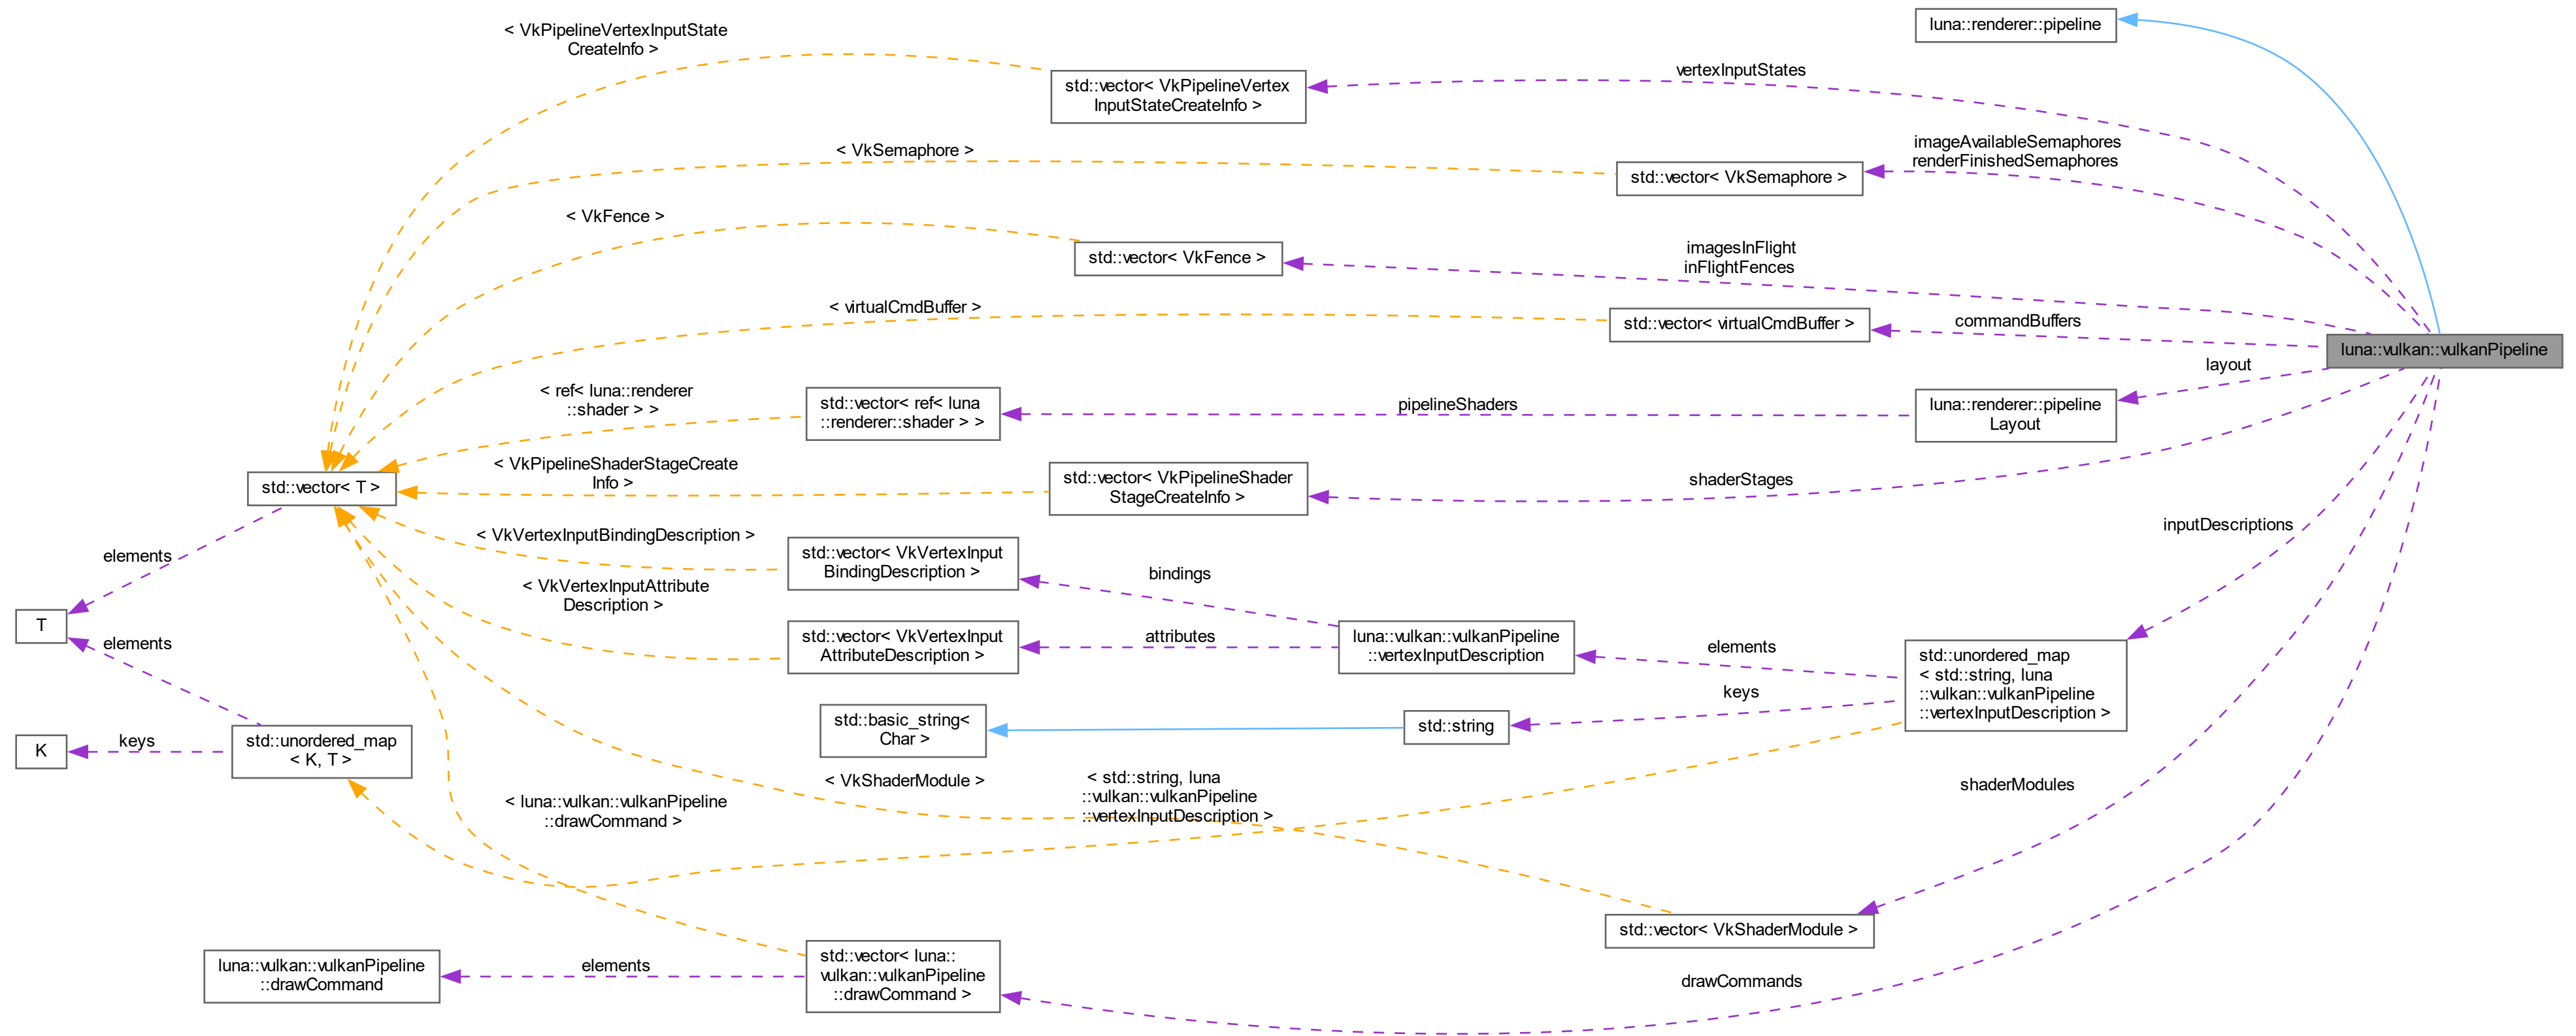 < VkPipelineVertexInputState
CreateInfo >
luna::renderer::pipeline
std::vector< VkPipelineVertex
InputStateCreateInfo >
vertexInputStates
< VkSemaphore >
imageAvailableSemaphores
renderFinishedSemaphores
std::vector< VkSemaphore >
< VkFence >
std::vector< VkFence >
imagesInFlight
inFlightFences
< virtualCmdBuffer >
std::vector< virtualCmdBuffer >
commandBuffers
luna::vulkan::vulkanPipeline
layout
< ref< luna::renderer
::shader > >
std::vector< ref< luna
::renderer::shader > >
pipelineShaders
luna::renderer::pipeline
Layout
< VkPipelineShaderStageCreate
Info >
std::vector< VkPipelineShader
StageCreateInfo >
shaderStages
std::vector< T >
inputDescriptions
< VkVertexInputBindingDescription >
std::vector< VkVertexInput
BindingDescription >
bindings
elements
T
< VkVertexInputAttribute
Description >
std::vector< VkVertexInput
AttributeDescription >
attributes
luna::vulkan::vulkanPipeline
::vertexInputDescription
elements
elements
std::unordered_map
< std::string, luna
::vulkan::vulkanPipeline
::vertexInputDescription >
keys
std::basic_string<
Char >
std::string
K
keys
std::unordered_map
< K, T >
< VkShaderModule >
< std::string, luna
::vulkan::vulkanPipeline
::vertexInputDescription >
shaderModules
< luna::vulkan::vulkanPipeline
::drawCommand >
std::vector< VkShaderModule >
luna::vulkan::vulkanPipeline
::drawCommand
elements
std::vector< luna::
vulkan::vulkanPipeline
::drawCommand >
drawCommands